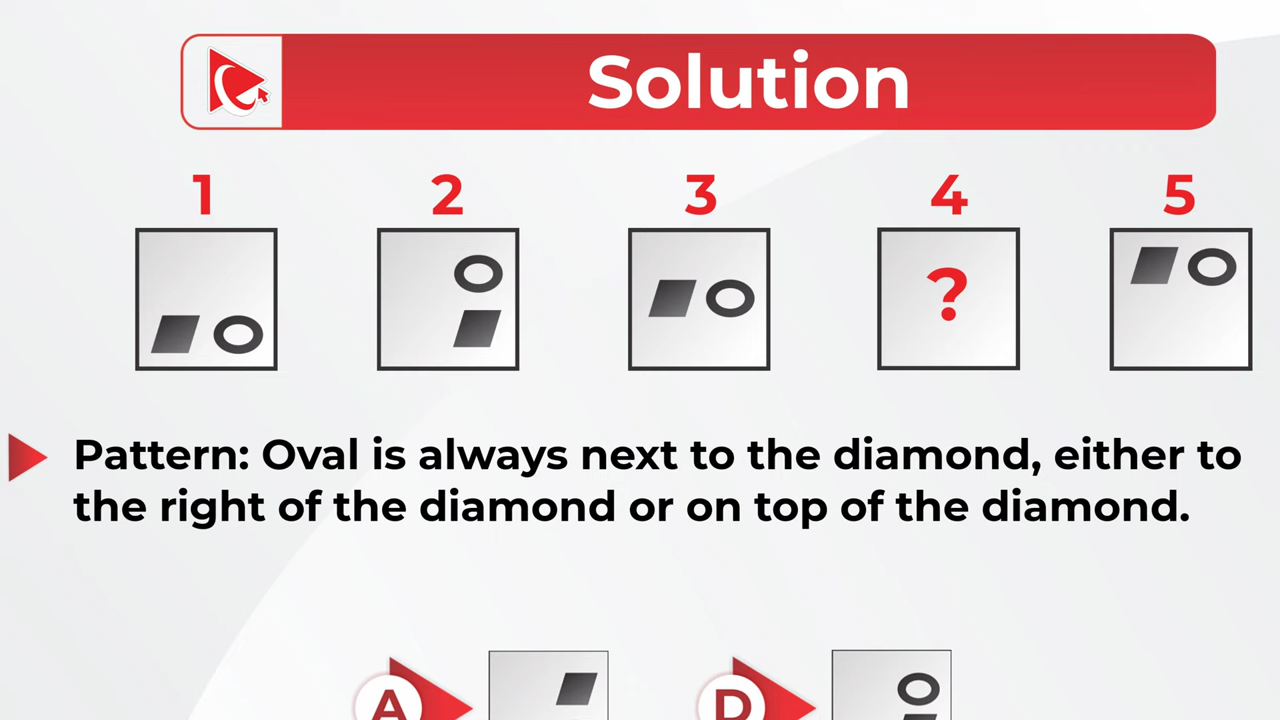 Solution
1 2 3 4 5
?
Pattern: Oval is always next to the diamond, either to
the right of the diamond or on top of the diamond.
A D